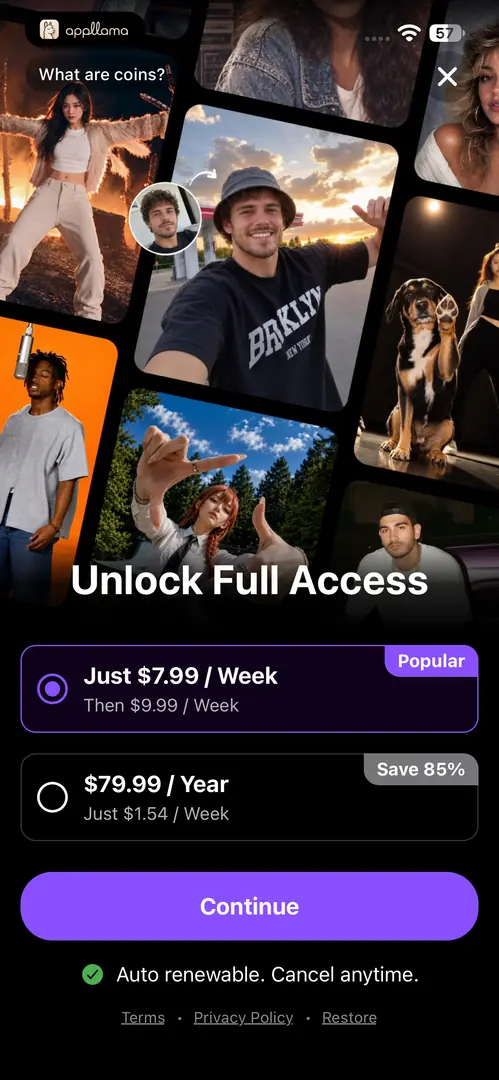 appllama
57
What are coins?
BRKLYN
NEW YORK
Unlock Full Access
Popular
Just $7.99 / Week
Then $9.99 / Week
Save 85%
$79.99 / Year
Just $1.54 / Week
Continue
Auto renewable. Cancel anytime.
Terms • Privacy Policy • Restore